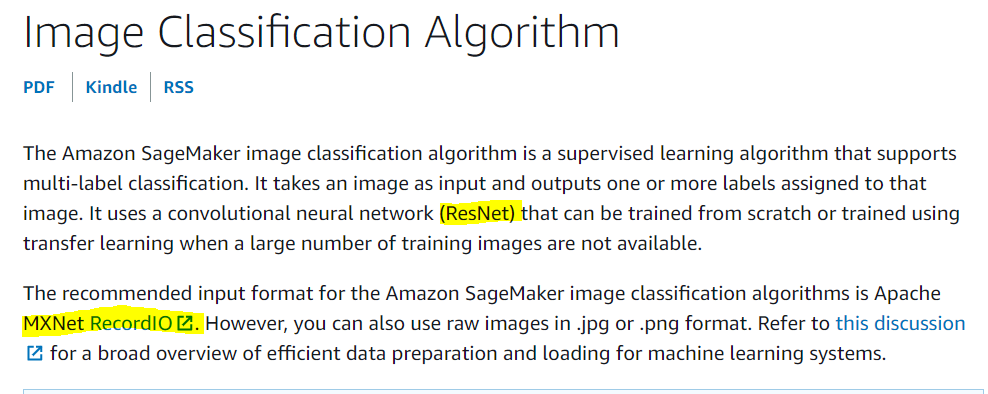 Image Classification Algorithm
PDF Kindle RSS
The Amazon SageMaker image classification algorithm is a supervised learning algorithm that supports
multi-label classification. It takes an image as input and outputs one or more labels assigned to that
image. It uses a convolutional neural network (ResNet) that can be trained from scratch or trained using
transfer learning when a large number of training images are not available.
The recommended input format for the Amazon SageMaker image classification algorithms is Apache
MXNet RecordIO. However, you can also use raw images in .jpg or .png format. Refer to this discussion
for a broad overview of efficient data preparation and loading for machine learning systems.